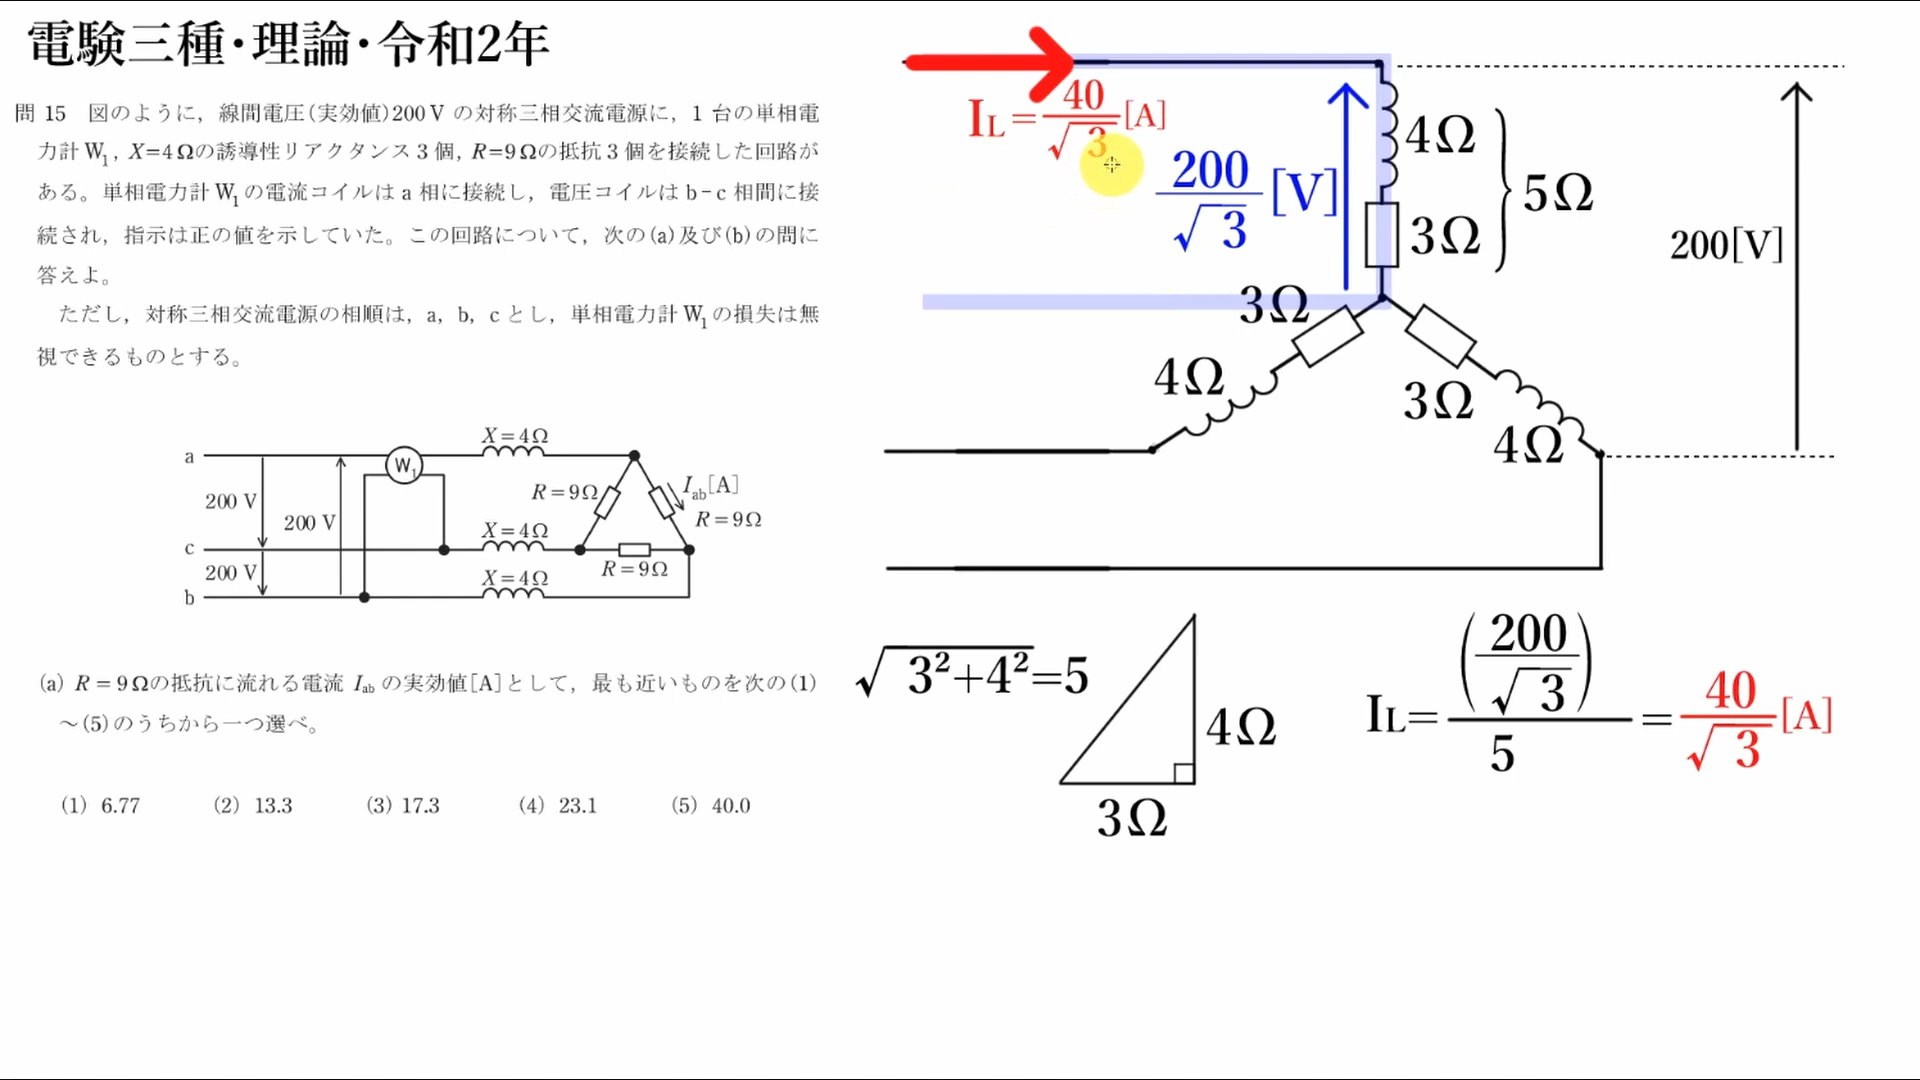 電験三種・理論・令和2年
問 15　図のように，線間電圧(実効値)200 V の対称三相交流電源に，1 台の単相電
力計 W₁，X=4 Ωの誘導性リアクタンス 3 個，R=9 Ωの抵抗 3 個を接続した回路が
ある。単相電力計 W₁ の電流コイルは a 相に接続し，電圧コイルは b−c 相間に接
続され，指示は正の値を示していた。この回路について，次の(a)及び(b)の問に
答えよ。
ただし，対称三相交流電源の相順は，a，b，c とし，単相電力計 W₁ の損失は無
視できるものとする。
X=4Ω
a
W₁
200 V
200 V
R=9Ω
I_ab[A]
R=9Ω
X=4Ω
c
200 V
R=9Ω
X=4Ω
b
(a) R = 9 Ωの抵抗に流れる電流 I_ab の実効値[A]として，最も近いものを次の(1)
〜(5)のうちから一つ選べ。
(1) 6.77　(2) 13.3　(3) 17.3　(4) 23.1　(5) 40.0
I_L = 40/√3 [A]
200/√3 [V]
4Ω
3Ω
5Ω
200[V]
3Ω
4Ω
3Ω
4Ω
√3²+4²=5
4Ω
3Ω
I_L= (200/√3)/5 = 40/√3 [A]